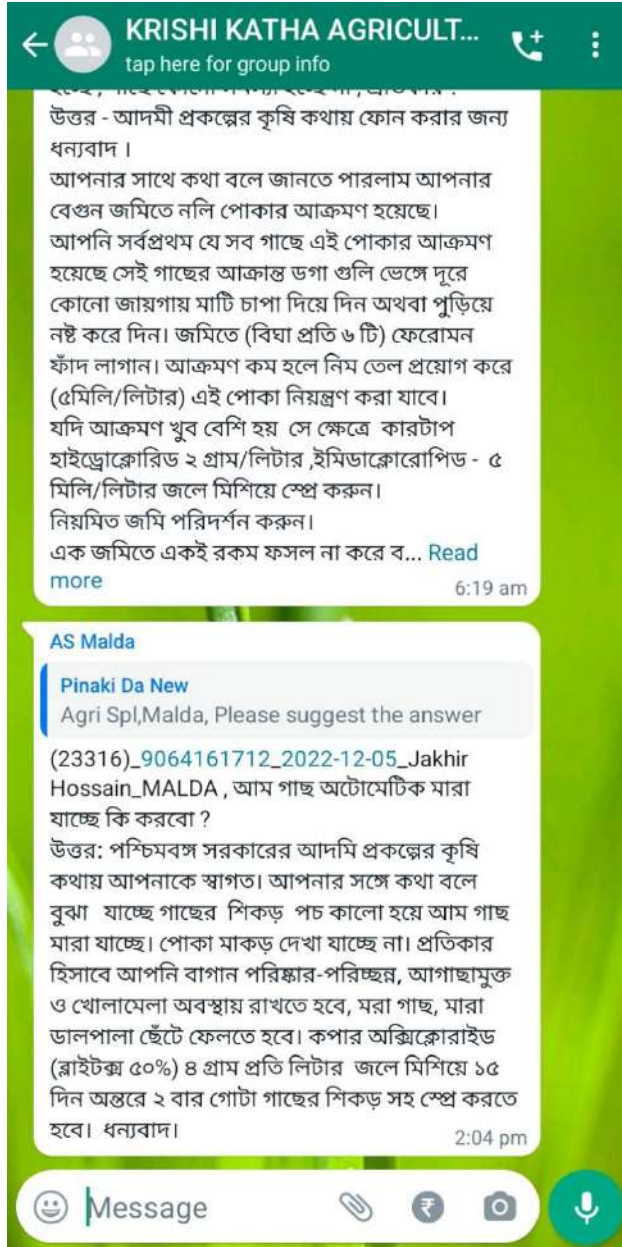 KRISHI KATHA AGRICULT...
tap here for group info
উত্তর - আদমী প্রকল্পের কৃষি কথায় ফোন করার জন্য
ধন্যবাদ ।
আপনার সাথে কথা বলে জানতে পারলাম আপনার
বেগুন জমিতে নলি পোকার আক্রমণ হয়েছে।
আপনি সর্বপ্রথম যে সব গাছে এই পোকার আক্রমণ
হয়েছে সেই গাছের আক্রান্ত ডগা গুলি ভেঙ্গে দূরে
কোনো জায়গায় মাটি চাপা দিয়ে দিন অথবা পুড়িয়ে
নষ্ট করে দিন। জমিতে (বিঘা প্রতি ৬ টি) ফেরোমন
ফাঁদ লাগান। আক্রমণ কম হলে নিম তেল প্রয়োগ করে
(৫মিলি/লিটার) এই পোকা নিয়ন্ত্রণ করা যাবে।
যদি আক্রমণ খুব বেশি হয় সে ক্ষেত্রে কারটাপ
হাইড্রোক্লোরিড ২ গ্রাম/লিটার ,ইমিডাক্লোরোপিড - ৫
মিলি/লিটার জলে মিশিয়ে স্প্রে করুন।
নিয়মিত জমি পরিদর্শন করুন।
এক জমিতে একই রকম ফসল না করে ব... Read
more
6:19 am
AS Malda
Pinaki Da New
Agri Spl,Malda, Please suggest the answer
(23316)_9064161712_2022-12-05_Jakhir
Hossain_MALDA , আম গাছ অটোমেটিক মারা
যাচ্ছে কি করবো ?
উত্তর: পশ্চিমবঙ্গ সরকারের আদমি প্রকল্পের কৃষি
কথায় আপনাকে স্বাগত। আপনার সঙ্গে কথা বলে
বুঝা যাচ্ছে গাছের শিকড় পচ কালো হয়ে আম গাছ
মারা যাচ্ছে। পোকা মাকড় দেখা যাচ্ছে না। প্রতিকার
হিসাবে আপনি বাগান পরিষ্কার-পরিচ্ছন্ন, আগাছামুক্ত
ও খোলামেলা অবস্থায় রাখতে হবে, মরা গাছ, মারা
ডালপালা ছেঁটে ফেলতে হবে। কপার অক্সিক্লোরাইড
(ব্লাইটক্স ৫০%) ৪ গ্রাম প্রতি লিটার জলে মিশিয়ে ১৫
দিন অন্তরে ২ বার গোটা গাছের শিকড় সহ স্প্রে করতে
হবে। ধন্যবাদ।
2:04 pm
Message